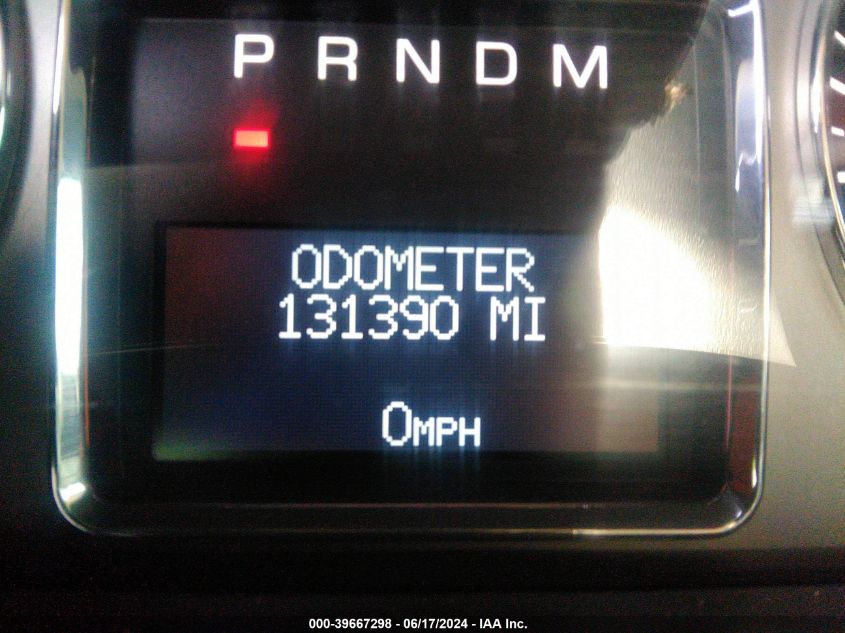 P R N D M
ODOMETER
131390 MI
0MPH
000-39667298 - 06/17/2024 - IAA Inc.